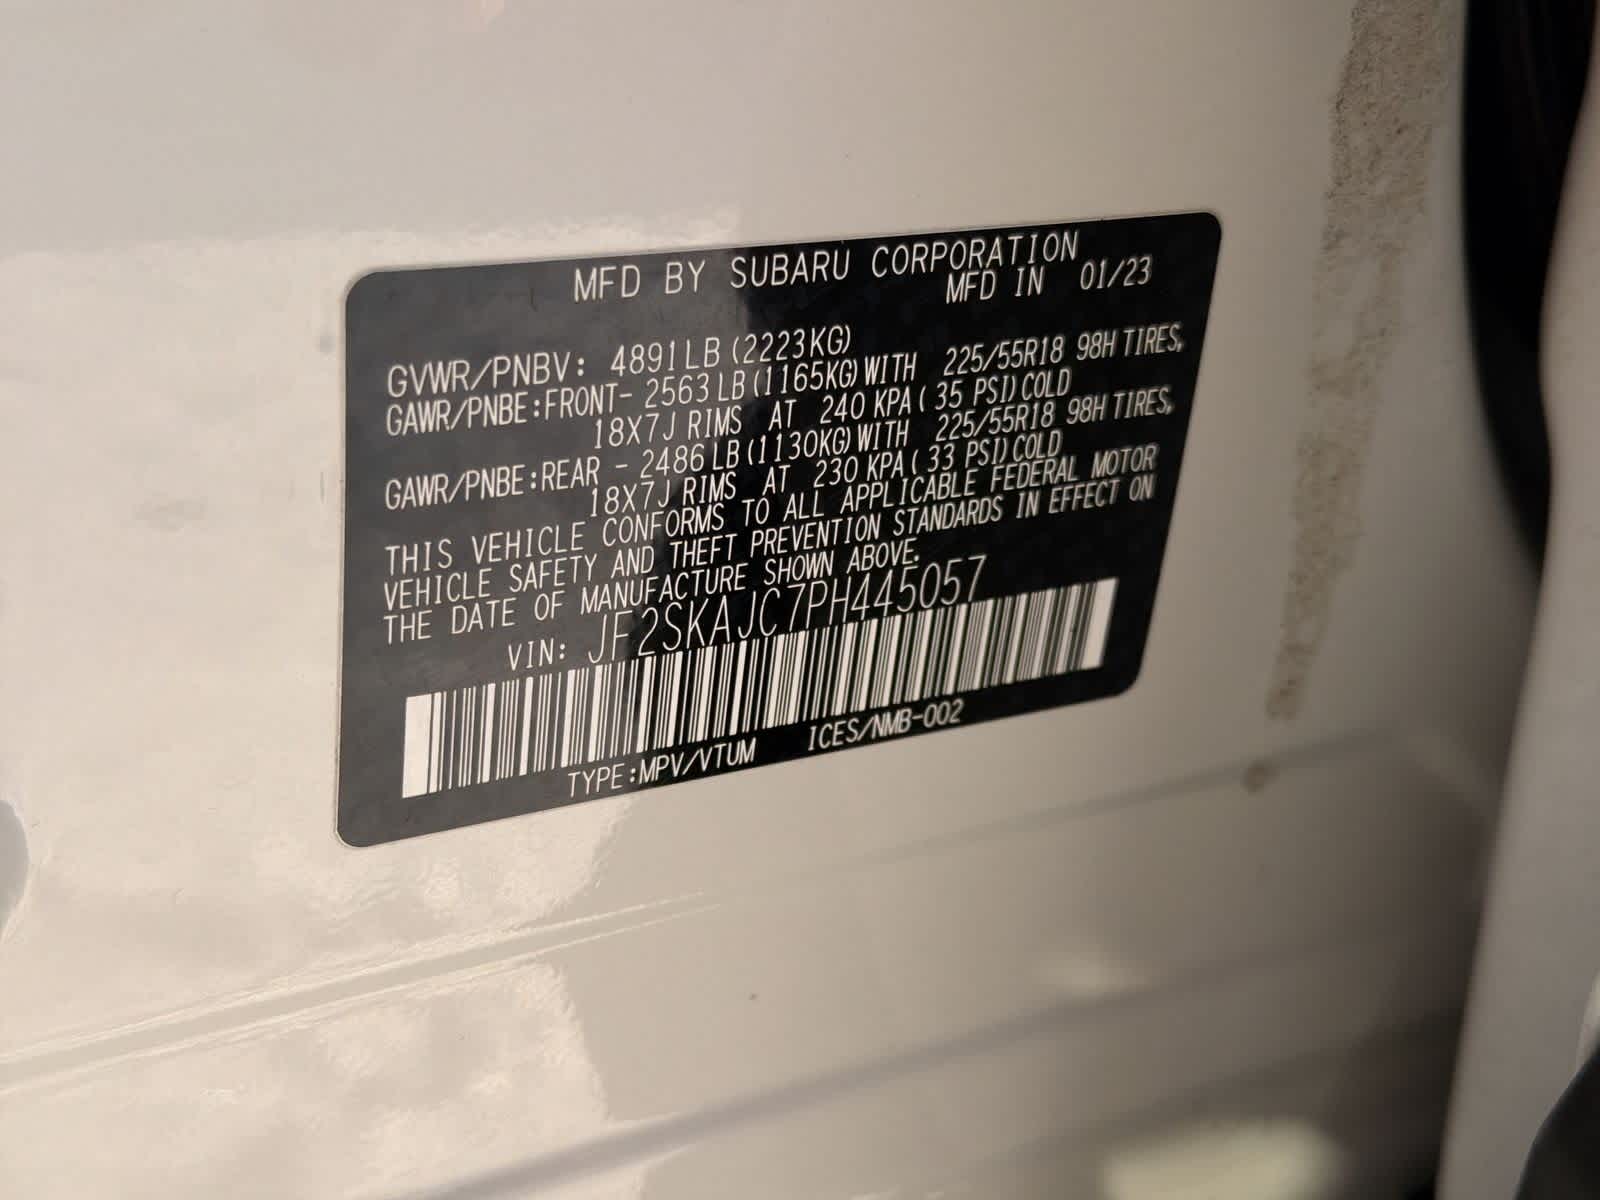 MFD BY SUBARU CORPORATION
MFD IN 01/23
GVWR/PNBV: 4891LB(2223KG)
GAWR/PNBE:FRONT- 2563LB(1165KG)WITH 225/55R18 98H TIRES,
18X7J RIMS AT 240 KPA( 35 PSI)COLD
GAWR/PNBE:REAR - 2486LB(1130KG)WITH 225/55R18 98H TIRES,
18X7J RIMS AT 230 KPA( 33 PSI)COLD
THIS VEHICLE CONFORMS TO ALL APPLICABLE FEDERAL MOTOR
VEHICLE SAFETY AND THEFT PREVENTION STANDARDS IN EFFECT ON
THE DATE OF MANUFACTURE SHOWN ABOVE.
VIN: JF2SKAJC7PH445057
TYPE:MPV/VTUM ICES/NMB-002